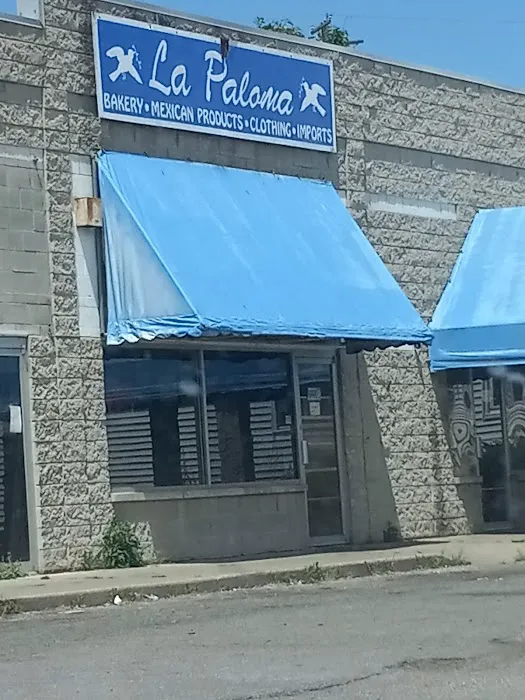 La Paloma
BAKERY • MEXICAN PRODUCTS • CLOTHING • IMPORTS